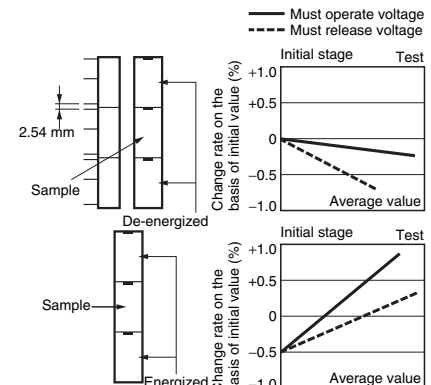 Must operate voltage
Must release voltage
Initial stage Test
Change rate on the
basis of initial value (%)
+1.0
+0.5
0
−0.5
−1.0
Average value
2.54 mm
Sample
De-energized
Initial stage Test
Change rate on the
basis of initial value (%)
+1.0
+0.5
0
−0.5
−1.0
Average value
Sample
Energized